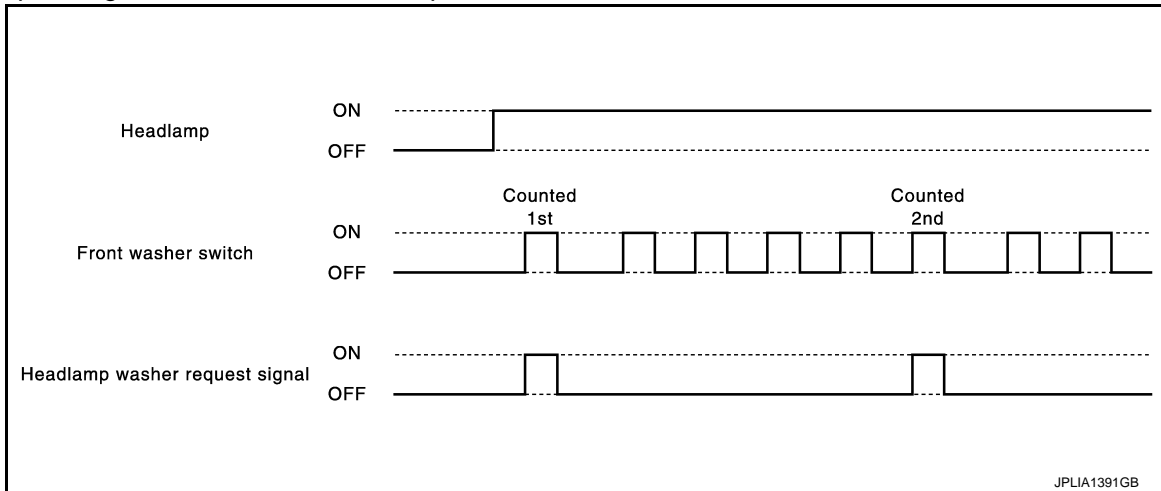 ON
Headlamp
OFF
Counted
1st
Counted
2nd
ON
Front washer switch
OFF
ON
Headlamp washer request signal
OFF
JPLIA1391GB